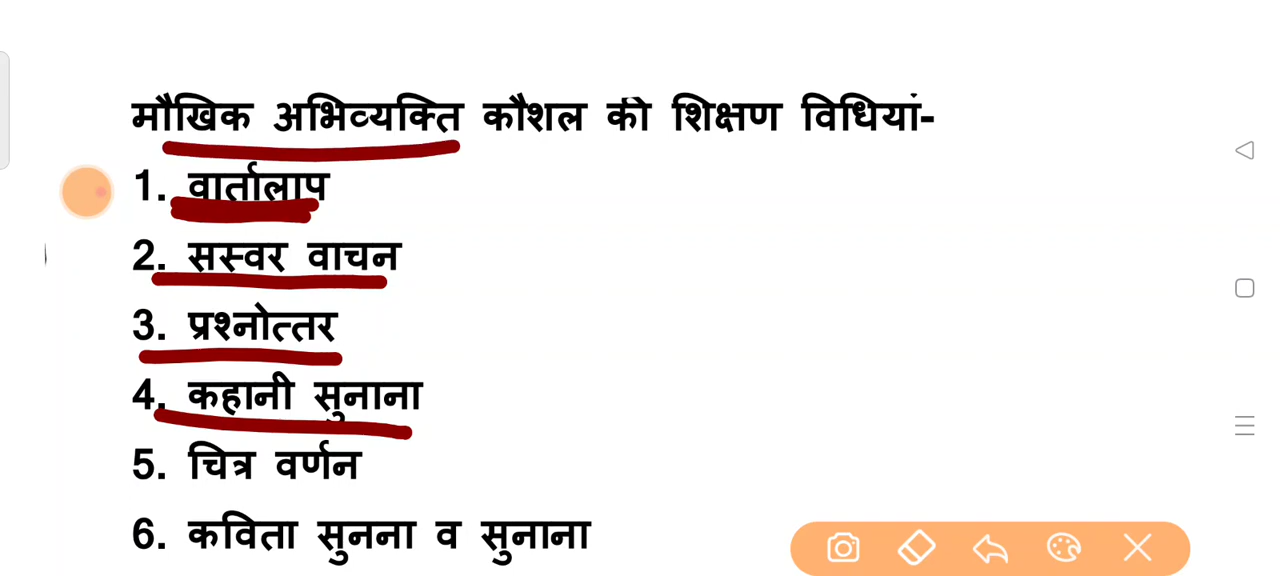 मौखिक अभिव्यक्ति कौशल की शिक्षण विधियां-
1. वार्तालाप
2. सस्वर वाचन
3. प्रश्नोत्तर
4. कहानी सुनाना
5. चित्र वर्णन
6. कविता सुनना व सुनाना